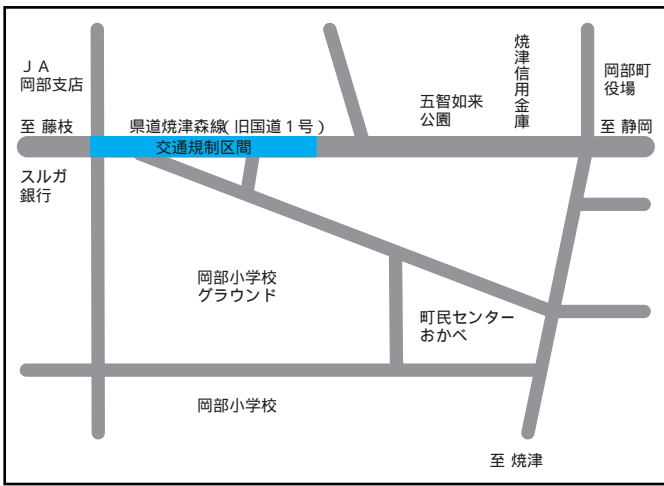 ＪＡ
岡部支店
焼津信用金庫
岡部町
役場
五智如来
公園
至 藤枝
県道焼津森線(旧国道１号)
至 静岡
交通規制区間
スルガ
銀行
岡部小学校
グラウンド
町民センター
おかべ
岡部小学校
至 焼津